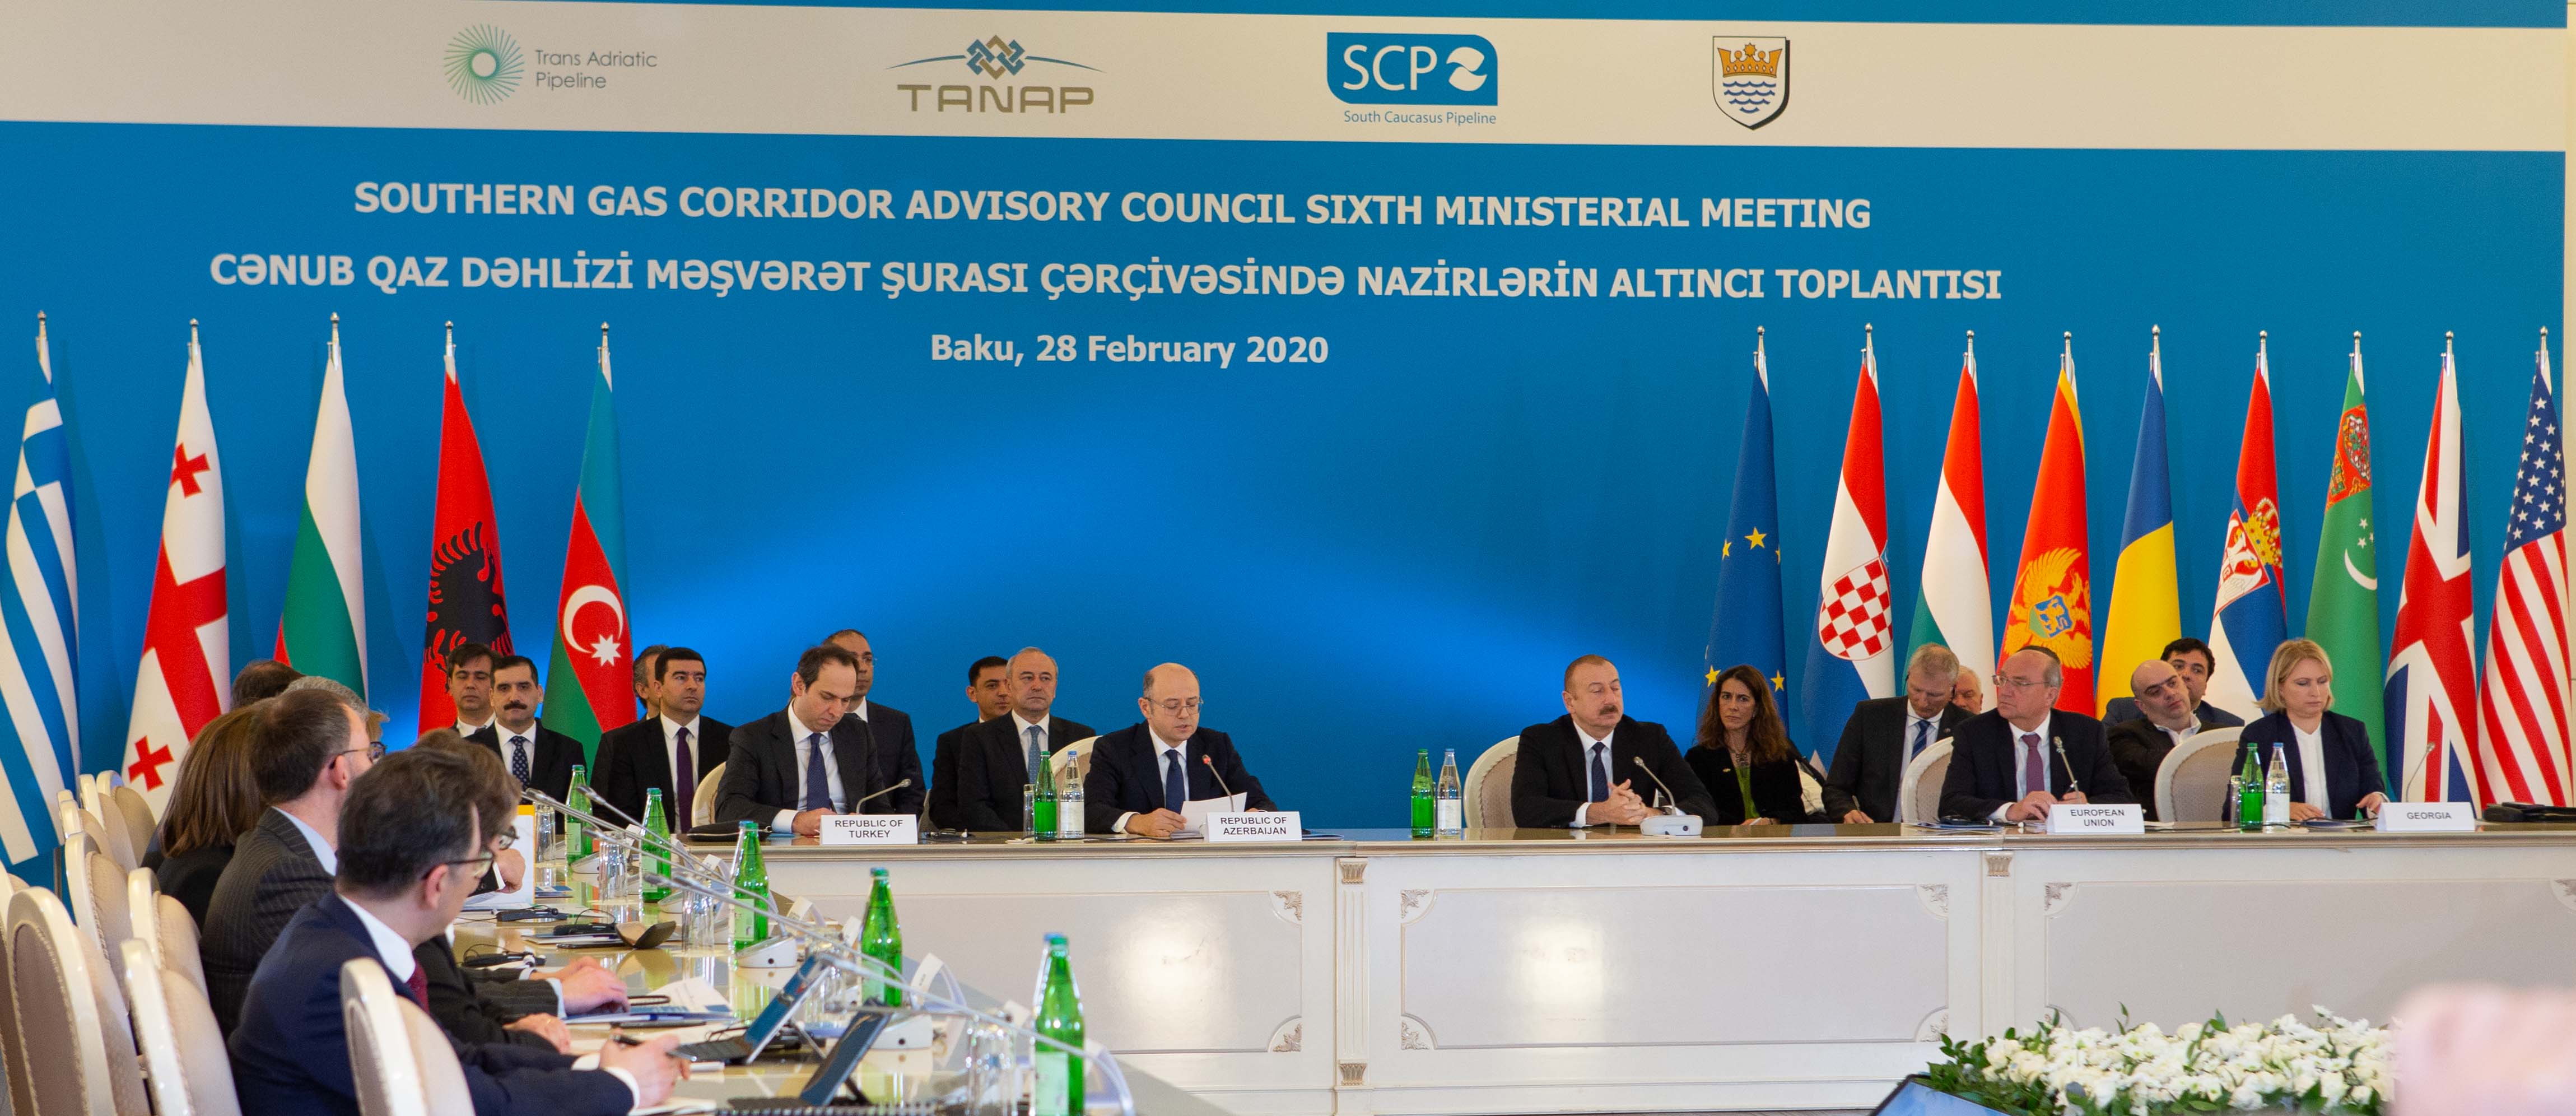 Trans Adriatic
Pipeline
TANAP
SCP
South Caucasus Pipeline
SOUTHERN GAS CORRIDOR ADVISORY COUNCIL SIXTH MINISTERIAL MEETING
CƏNUB QAZ DƏHLİZİ MƏŞVƏRƏT ŞURASI ÇƏRÇİVƏSİNDƏ NAZİRLƏRİN ALTINCI TOPLANTISI
Baku, 28 February 2020
REPUBLIC OF
TURKEY
REPUBLIC OF
AZERBAIJAN
EUROPEAN
UNION
GEORGIA